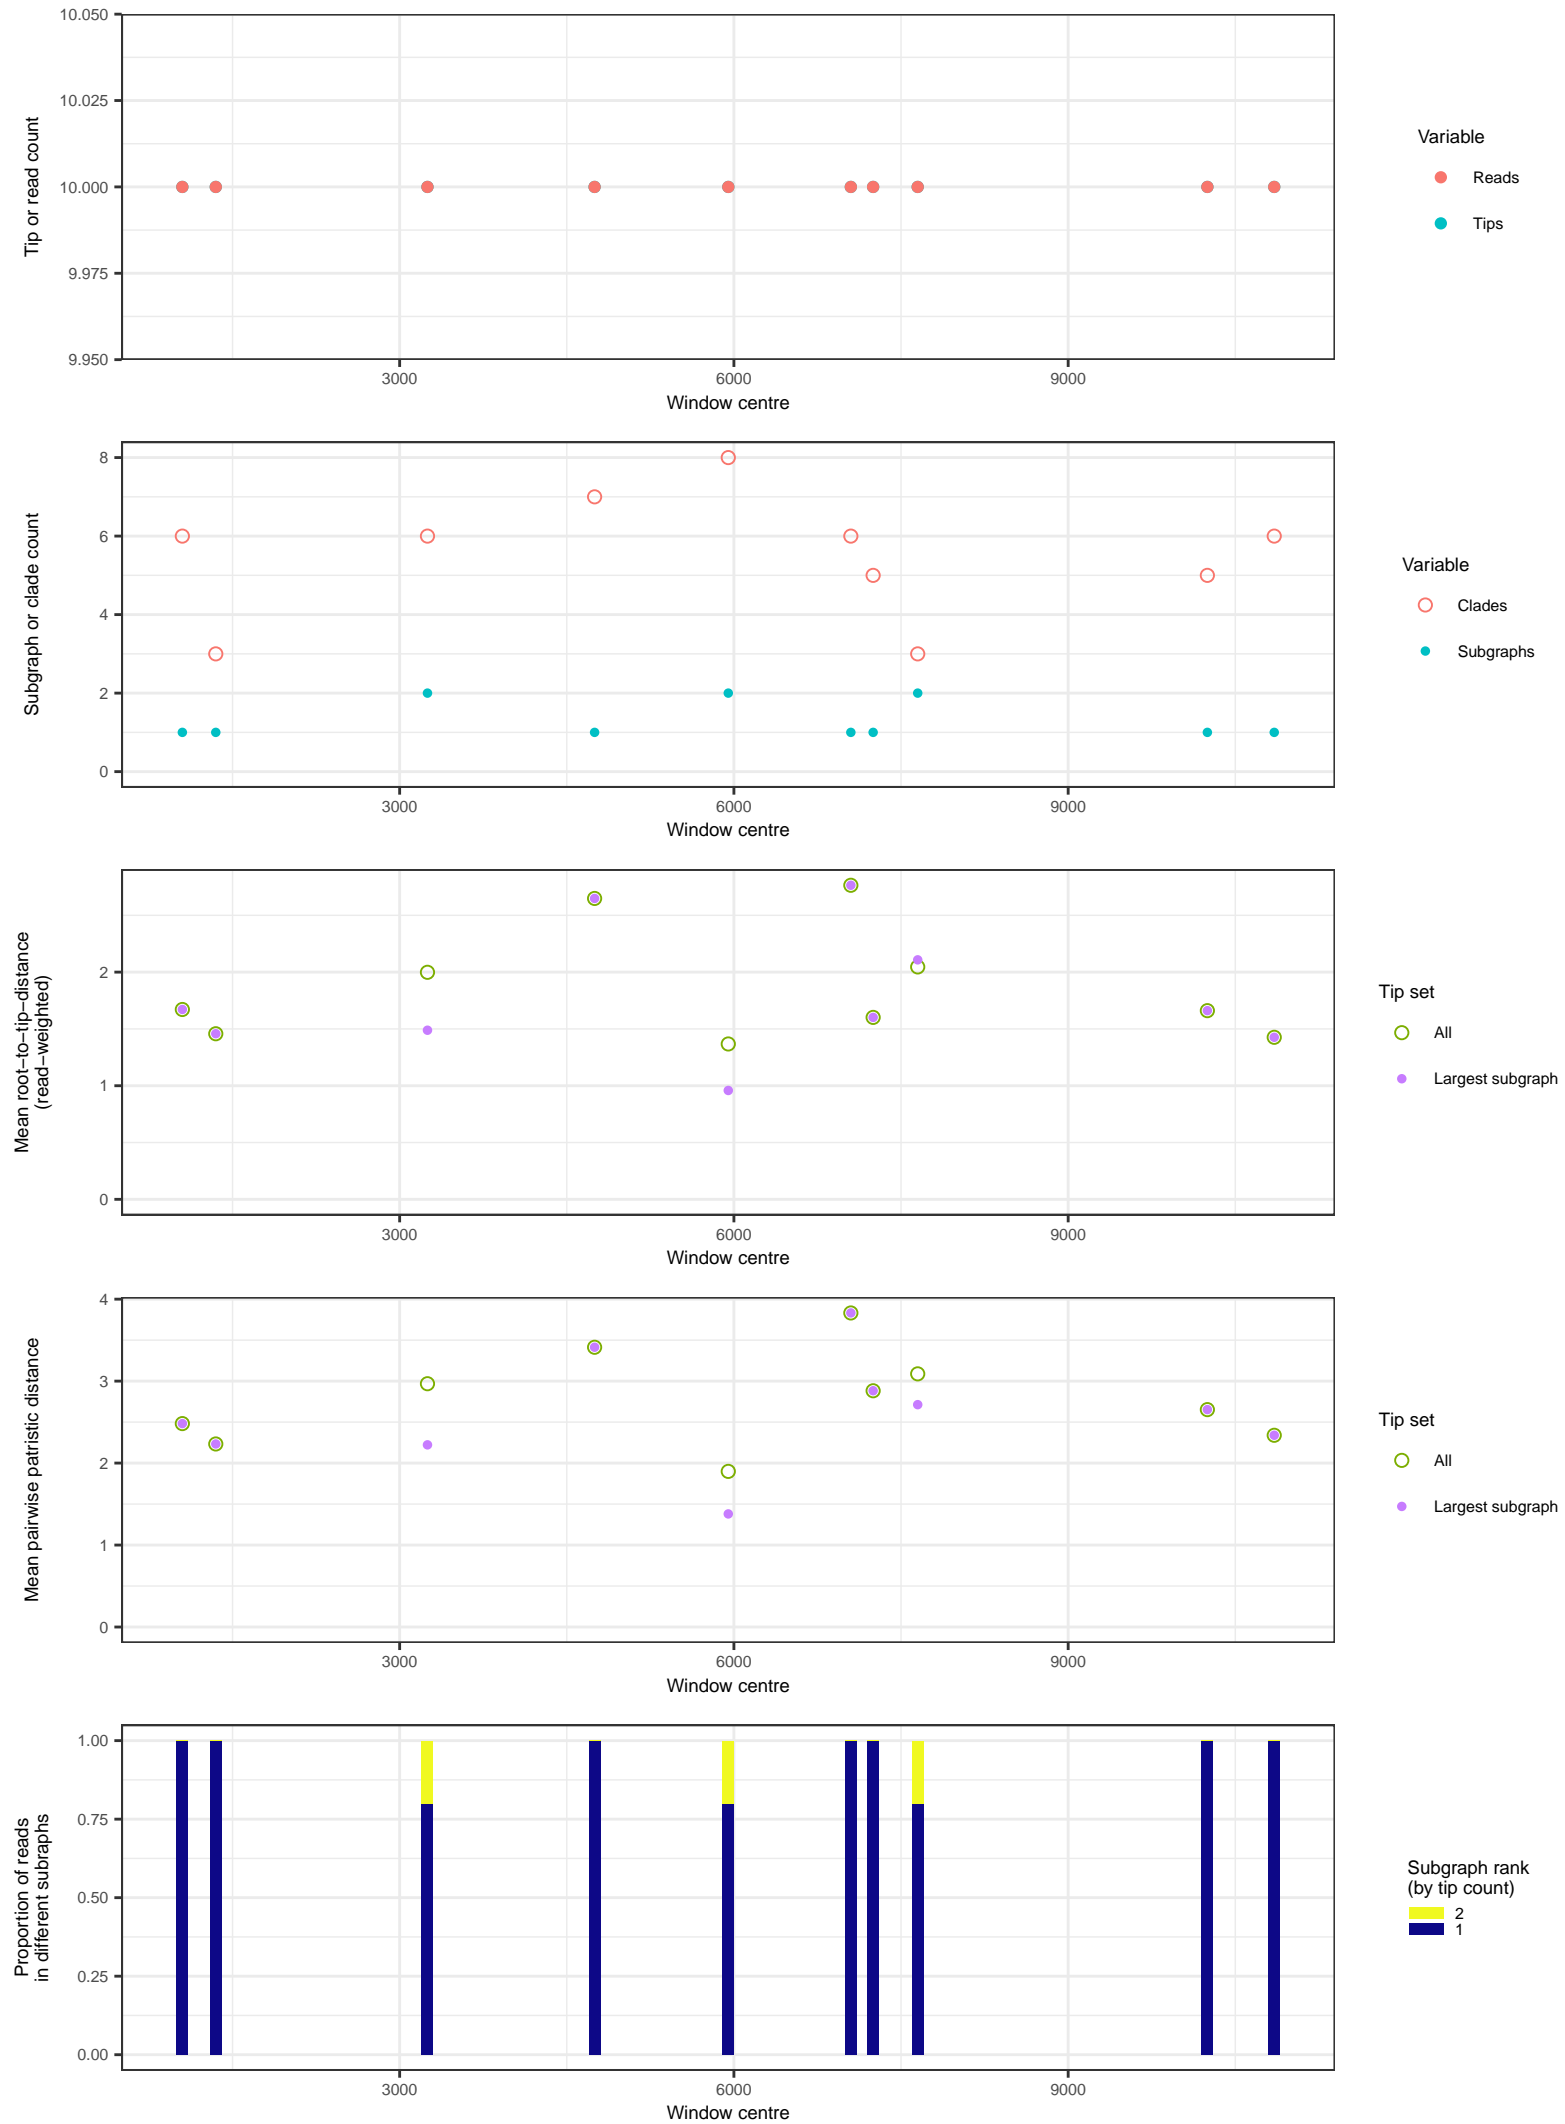 10.050
10.025
10.000
9.975
9.950
Tip or read count
3000
6000
9000
Window centre
Variable
Reads
Tips
8
6
4
2
0
Subgraph or clade count
3000
6000
9000
Window centre
Variable
Clades
Subgraphs
2
1
0
Mean root−to−tip−distance
(read−weighted)
3000
6000
9000
Window centre
Tip set
All
Largest subgraph
4
3
2
1
0
Mean pairwise patristic distance
3000
6000
9000
Window centre
Tip set
All
Largest subgraph
1.00
0.75
0.50
0.25
0.00
Proportion of reads
in different subraphs
3000
6000
9000
Window centre
Subgraph rank
(by tip count)
2
1